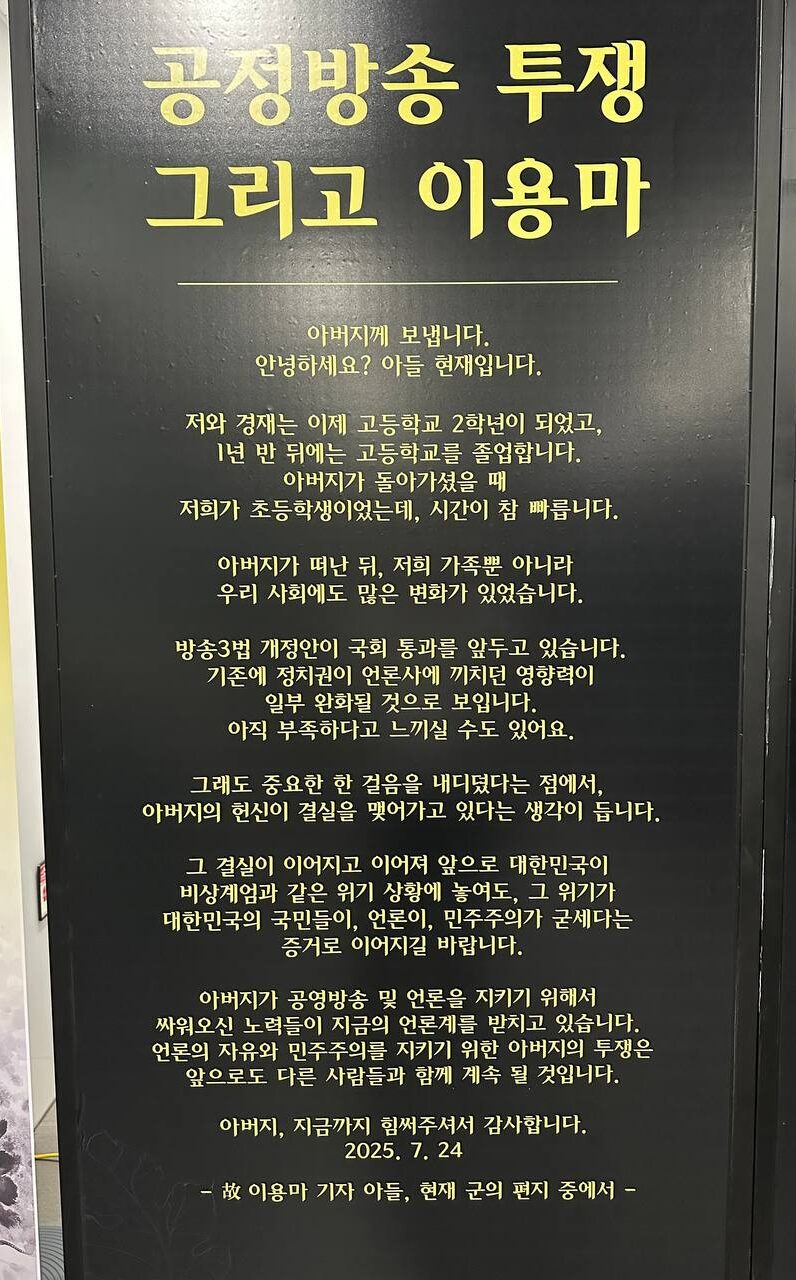 공정방송 투쟁
그리고 이용마
아버지께 보냅니다.
안녕하세요? 아들 현재입니다.
저와 경재는 이제 고등학교 2학년이 되었고,
1년 반 뒤에는 고등학교를 졸업합니다.
아버지가 돌아가셨을 때
저희가 초등학생이었는데, 시간이 참 빠릅니다.
아버지가 떠난 뒤, 저희 가족뿐 아니라
우리 사회에도 많은 변화가 있었습니다.
방송3법 개정안이 국회 통과를 앞두고 있습니다.
기존에 정치권이 언론사에 끼치던 영향력이
일부 완화될 것으로 보입니다.
아직 부족하다고 느끼실 수도 있어요.
그래도 중요한 한 걸음을 내디뎠다는 점에서,
아버지의 헌신이 결실을 맺어가고 있다는 생각이 듭니다.
그 결실이 이어지고 이어져 앞으로 대한민국이
비상계엄과 같은 위기 상황에 놓여도, 그 위기가
대한민국의 국민들이, 언론이, 민주주의가 굳세다는
증거로 이어지길 바랍니다.
아버지가 공영방송 및 언론을 지키기 위해서
싸워오신 노력들이 지금의 언론계를 받치고 있습니다.
언론의 자유와 민주주의를 지키기 위한 아버지의 투쟁은
앞으로도 다른 사람들과 함께 계속 될 것입니다.
아버지, 지금까지 힘써주셔서 감사합니다.
2025. 7. 24
- 故 이용마 기자 아들, 현재 군의 편지 중에서 -